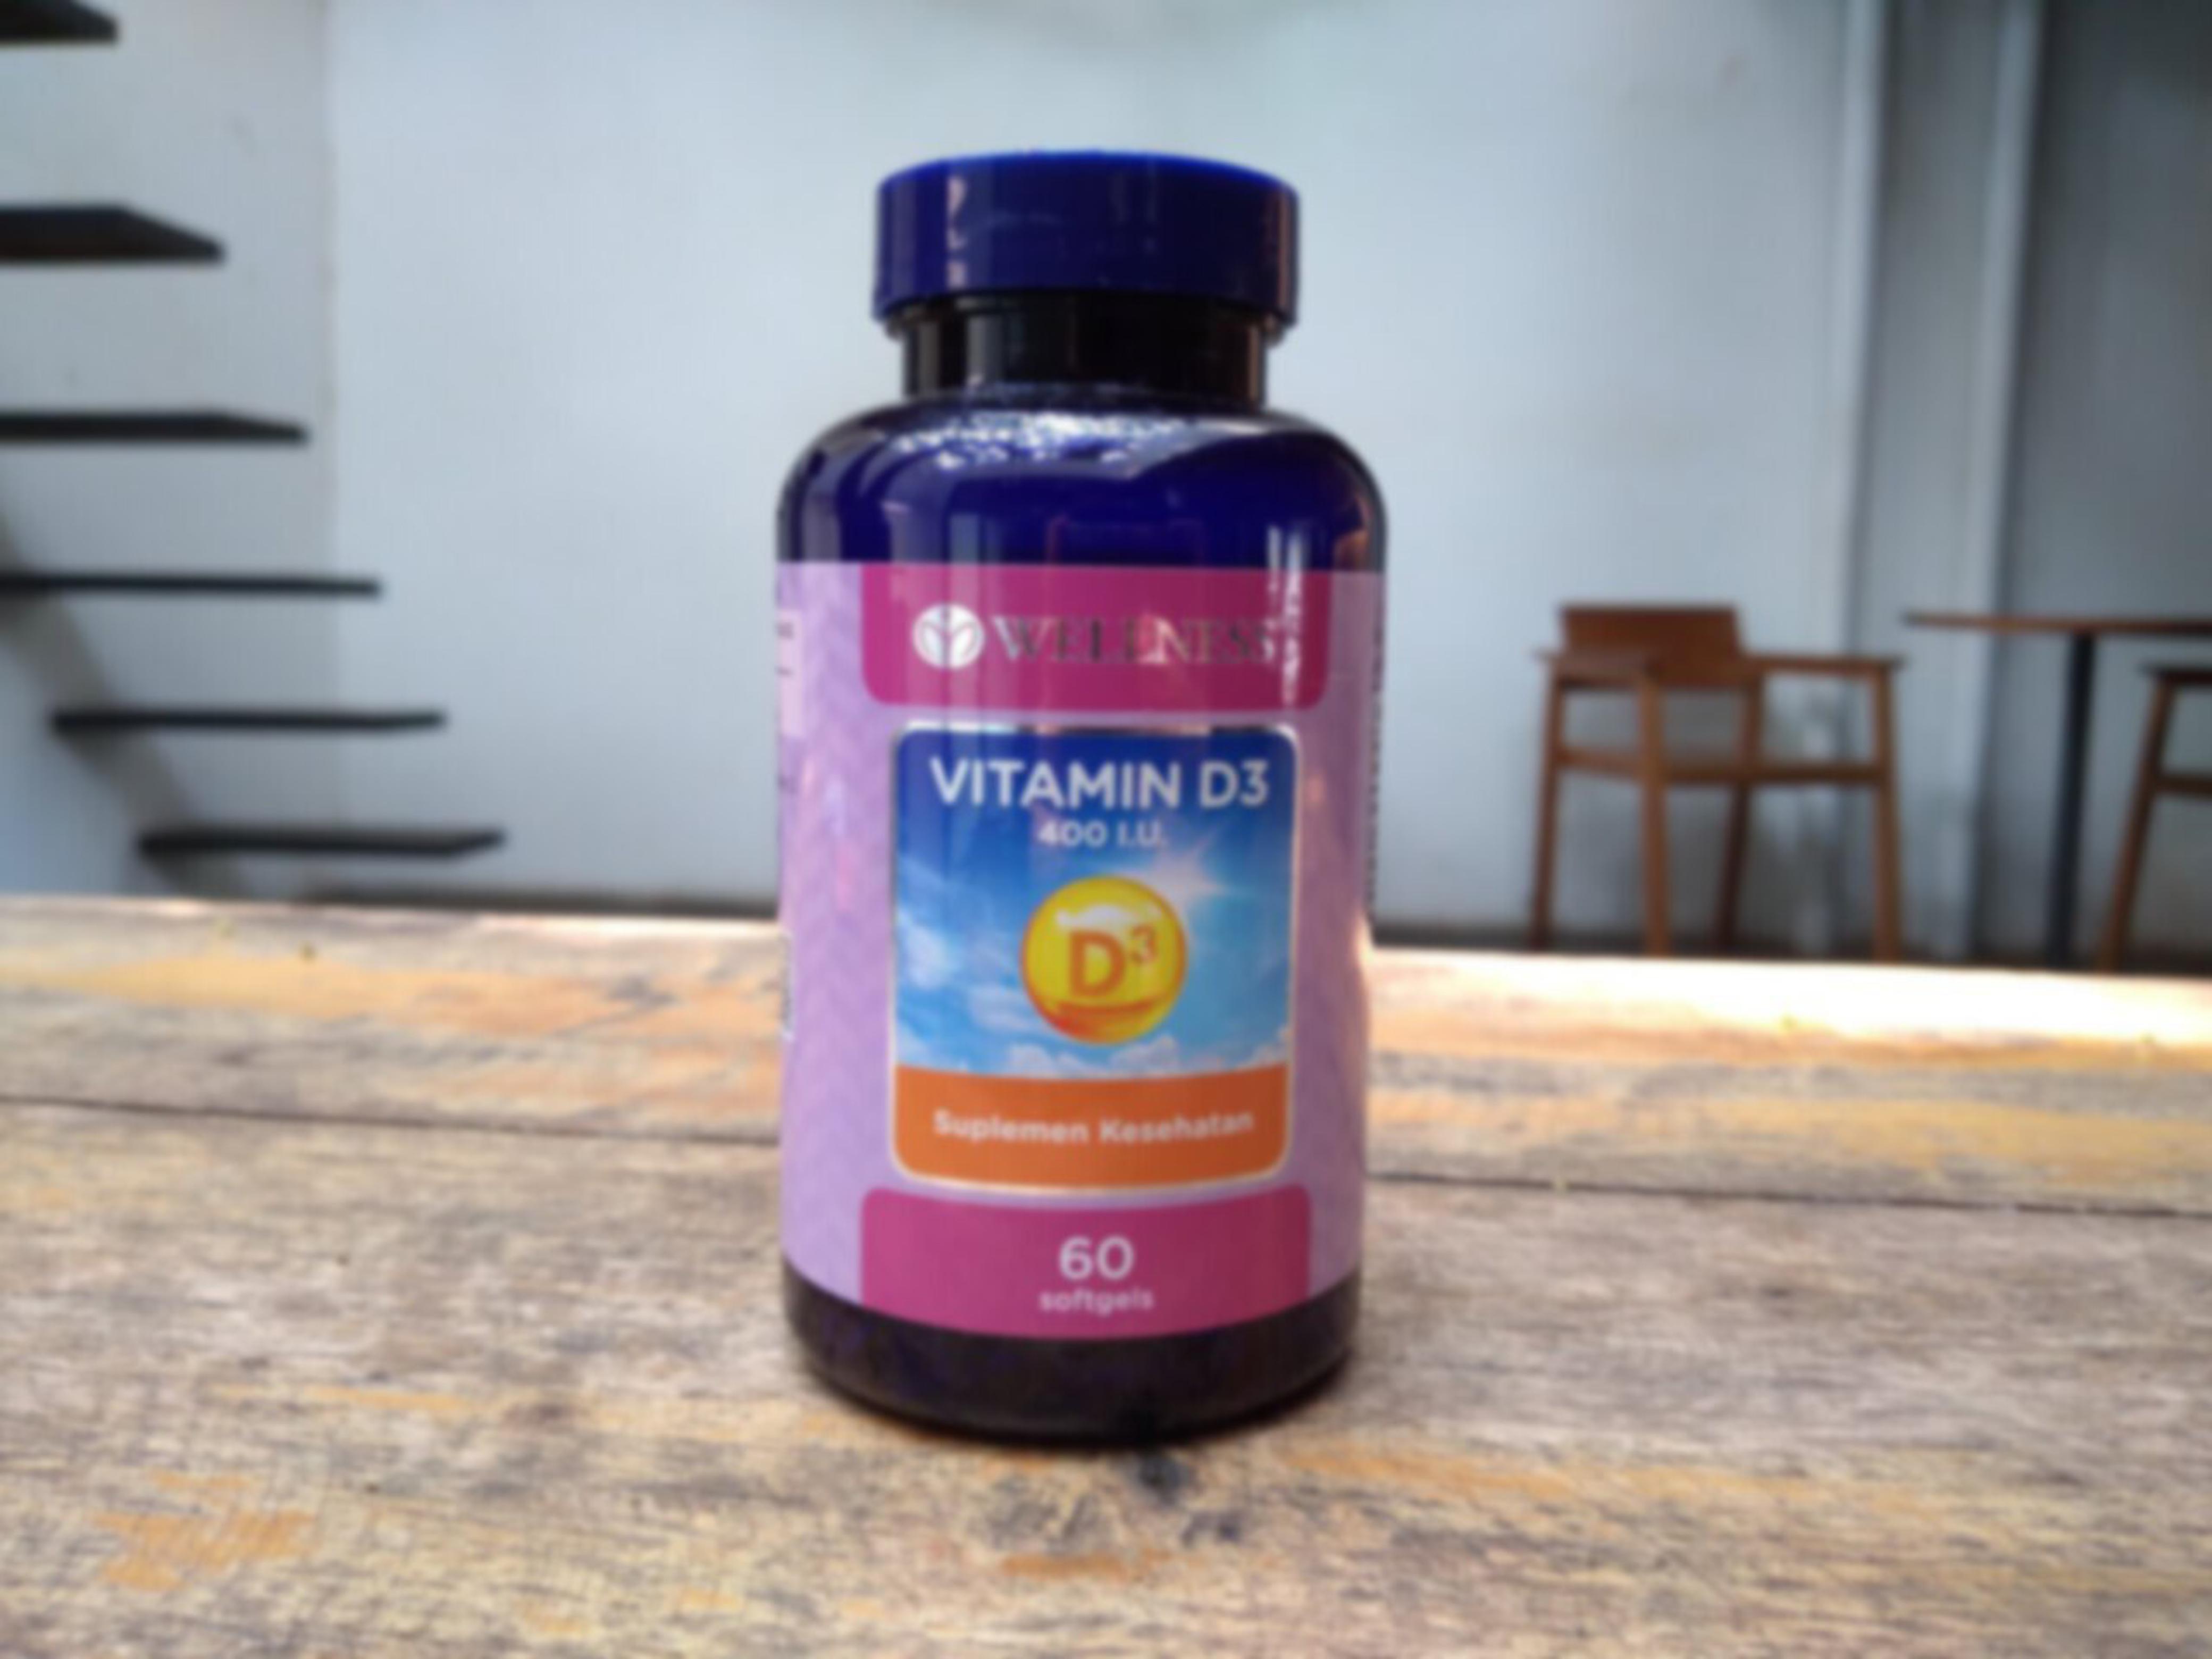 WELLNESS
VITAMIN D3
400 I.U.
D3
Suplemen Kesehatan
60
softgels